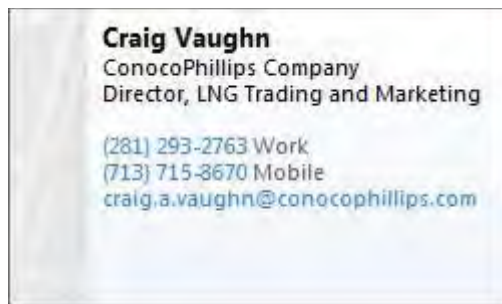 Craig Vaughn
ConocoPhillips Company
Director, LNG Trading and Marketing
(281) 293-2763 Work
(713) 715-8670 Mobile
craig.a.vaughn@conocophillips.com